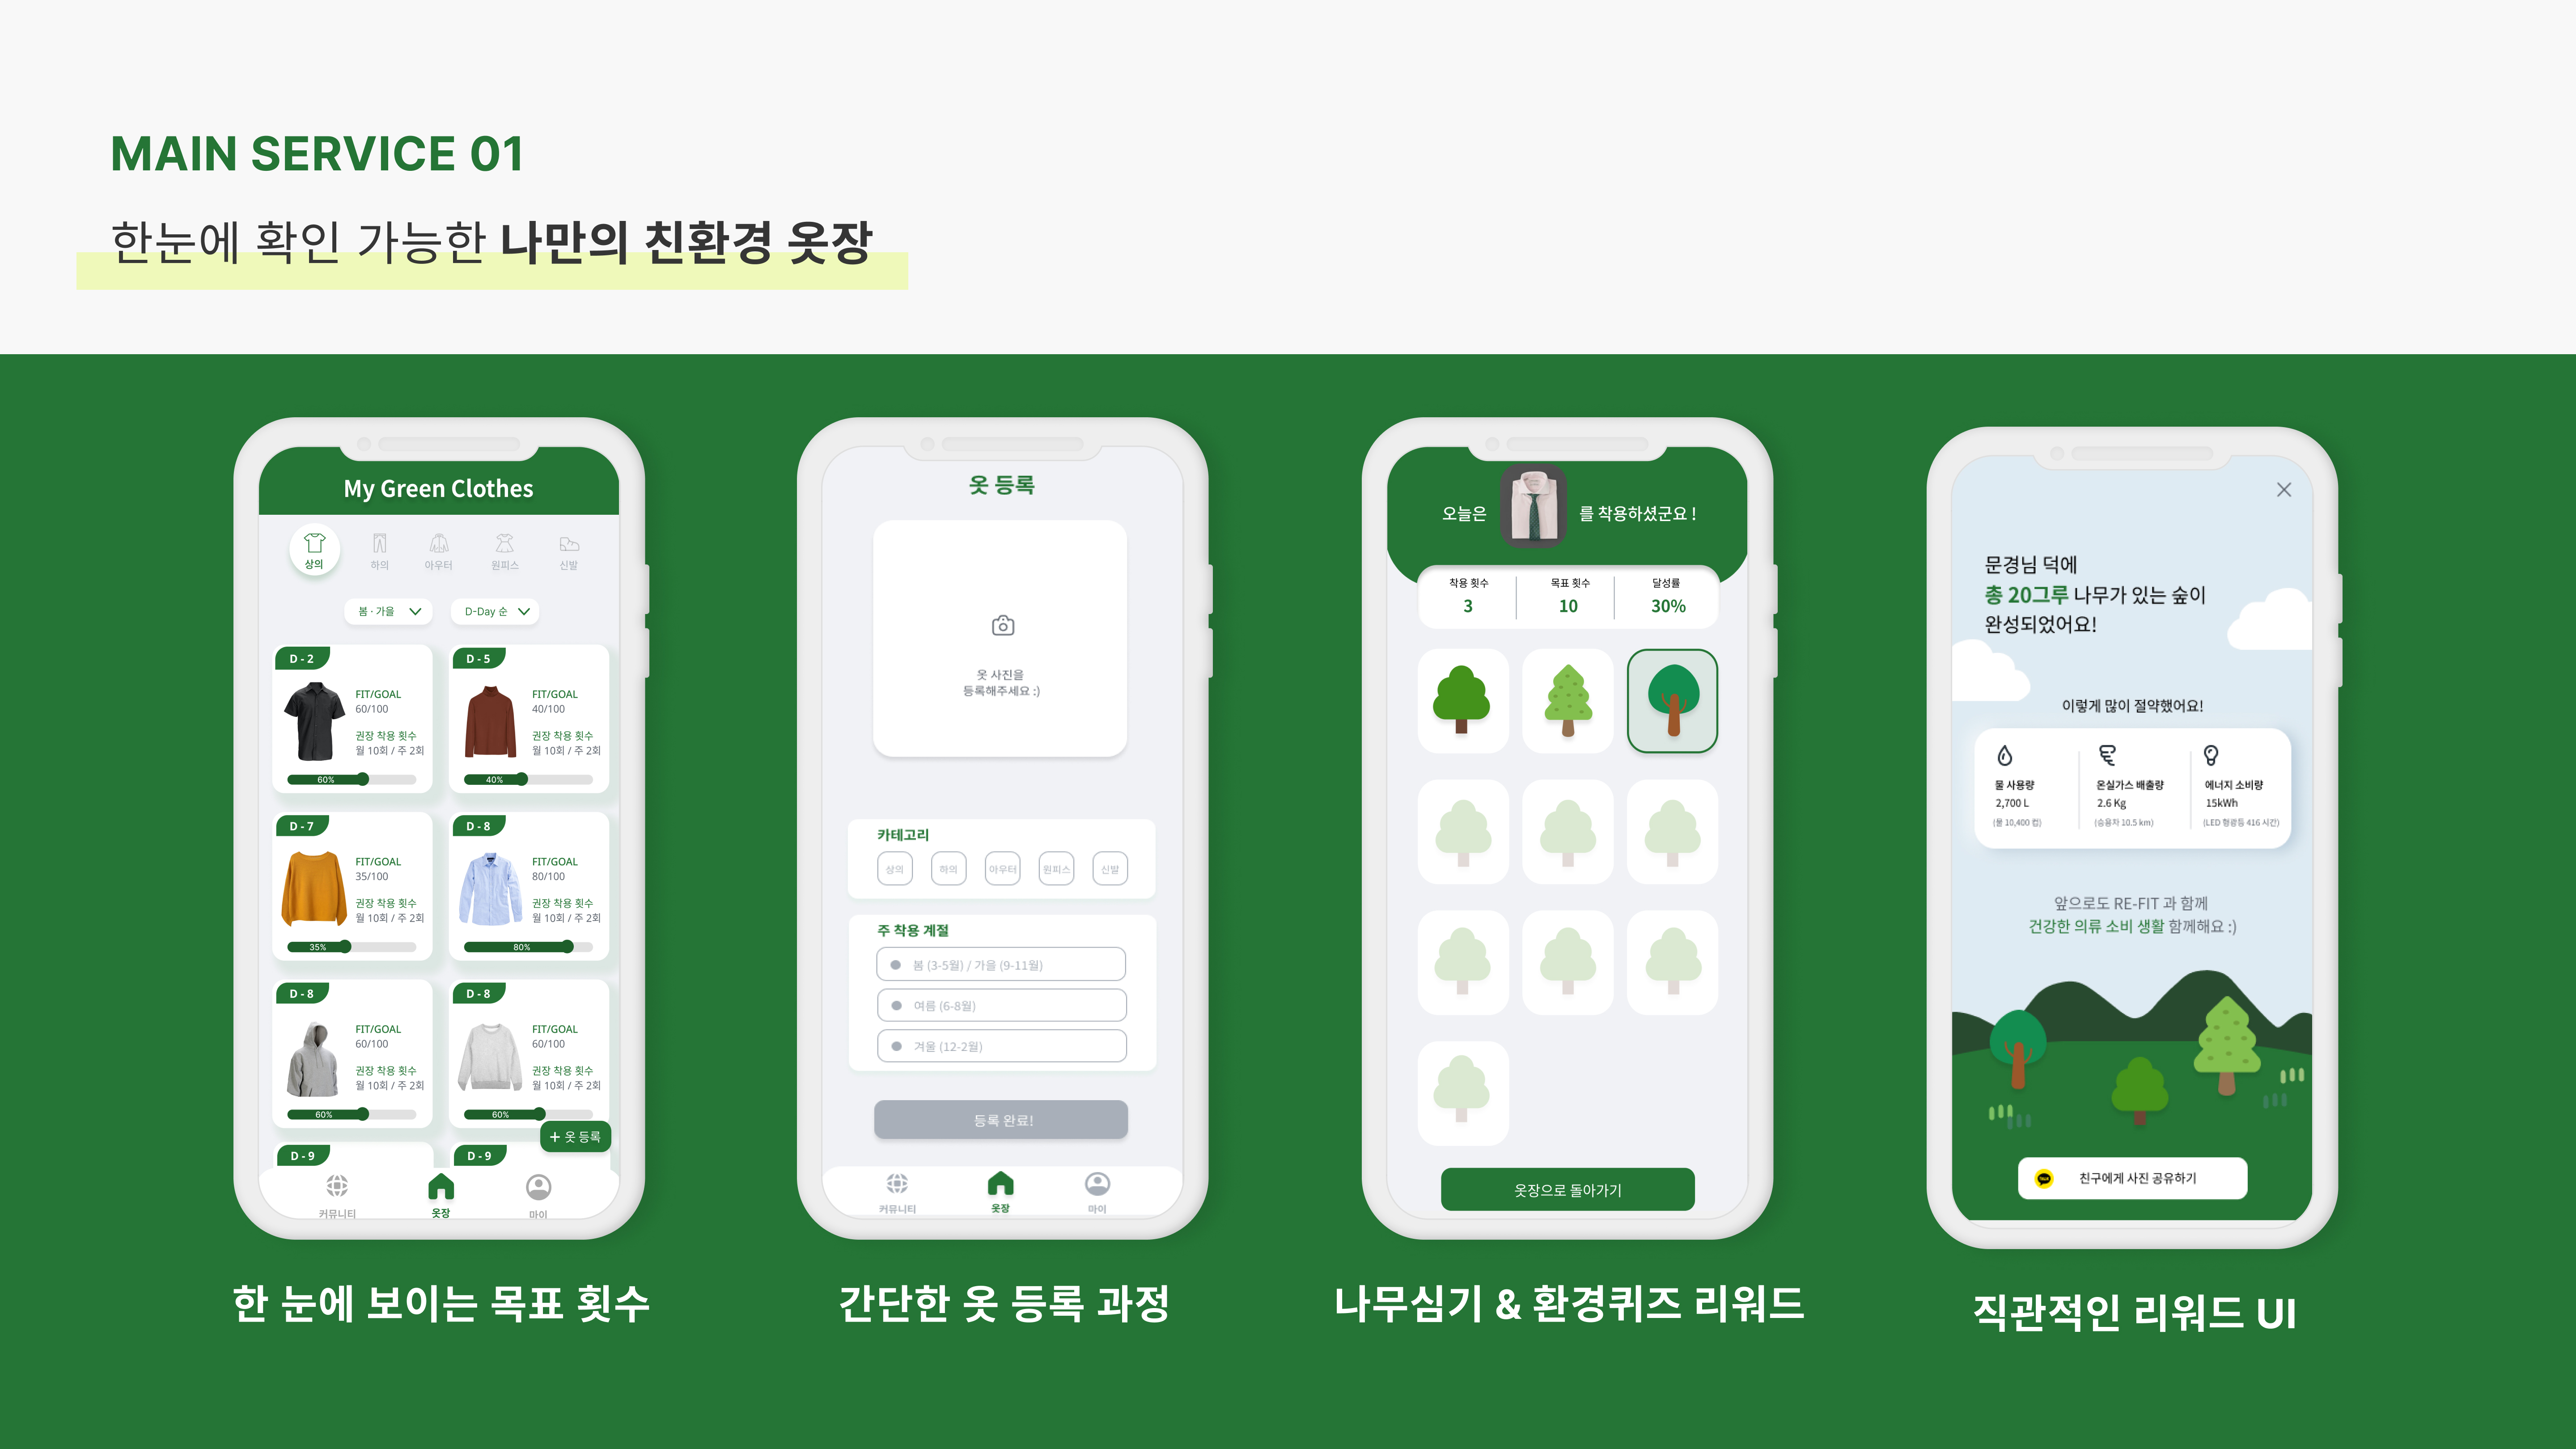 MAIN SERVICE 01
한눈에 확인 가능한 나만의 친환경 옷장
My Green Clothes
상의 하의 아우터 원피스 신발
봄 · 가을 D-Day 순
D - 2
FIT/GOAL
60/100
권장 착용 횟수
월 10회 / 주 2회
60%
D - 5
FIT/GOAL
40/100
권장 착용 횟수
월 10회 / 주 2회
40%
D - 7
FIT/GOAL
35/100
권장 착용 횟수
월 10회 / 주 2회
35%
D - 8
FIT/GOAL
80/100
권장 착용 횟수
월 10회 / 주 2회
80%
D - 8
FIT/GOAL
60/100
권장 착용 횟수
월 10회 / 주 2회
60%
D - 8
FIT/GOAL
60/100
권장 착용 횟수
월 10회 / 주 2회
60%
+ 옷 등록
D - 9
D - 9
커뮤니티 옷장 마이
한 눈에 보이는 목표 횟수
옷 등록
옷 사진을
등록해주세요 :)
카테고리
상의 하의 아우터 원피스 신발
주 착용 계절
봄 (3-5월) / 가을 (9-11월)
여름 (6-8월)
겨울 (12-2월)
등록 완료!
커뮤니티 옷장 마이
간단한 옷 등록 과정
오늘은 를 착용하셨군요 !
착용 횟수 목표 횟수 달성률
3 10 30%
옷장으로 돌아가기
나무심기 & 환경퀴즈 리워드
문경님 덕에
총 20그루 나무가 있는 숲이
완성되었어요!
이렇게 많이 절약했어요!
물 사용량 온실가스 배출량 에너지 소비량
2,700 L 2.6 Kg 15kWh
(물 10,400 컵) (승용차 10.5 km) (LED 형광등 416 시간)
앞으로도 RE-FIT 과 함께
건강한 의류 소비 생활 함께해요 :)
친구에게 사진 공유하기
직관적인 리워드 UI